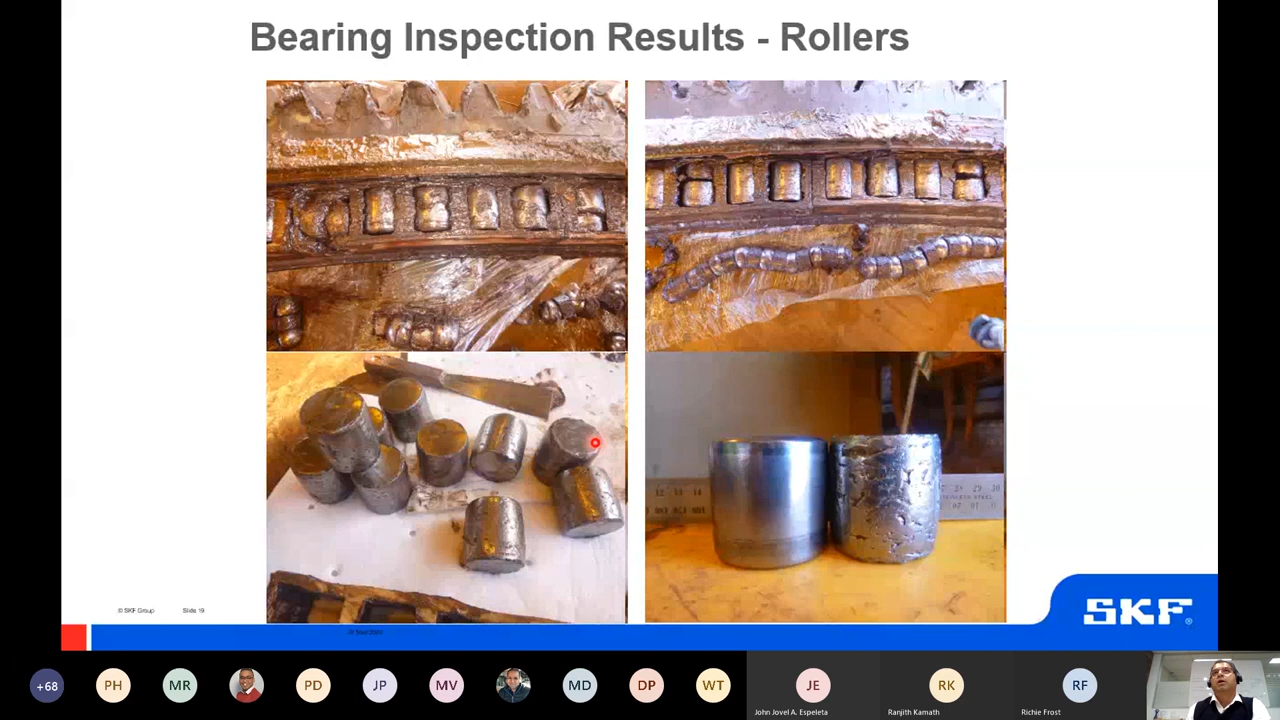 Bearing Inspection Results - Rollers
© SKF Group
Slide 19
SKF
+68
PH
MR
PD
JP
MV
MD
DP
WT
JE
RK
RF
John Jovel A. Espeleta
Ranjith Kamath
Richie Frost